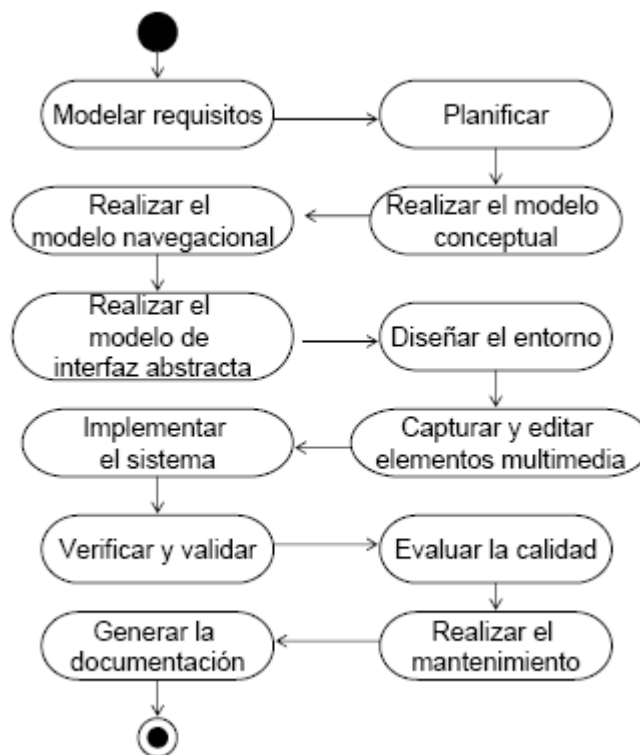 Modelar requisitos
Planificar
Realizar el modelo
conceptual
Realizar el
modelo navegacional
Realizar el
modelo de
interfaz abstracta
Diseñar el entorno
Capturar y editar
elementos multimedia
Implementar
el sistema
Verificar y validar
Evaluar la calidad
Realizar el
mantenimiento
Generar la
documentación